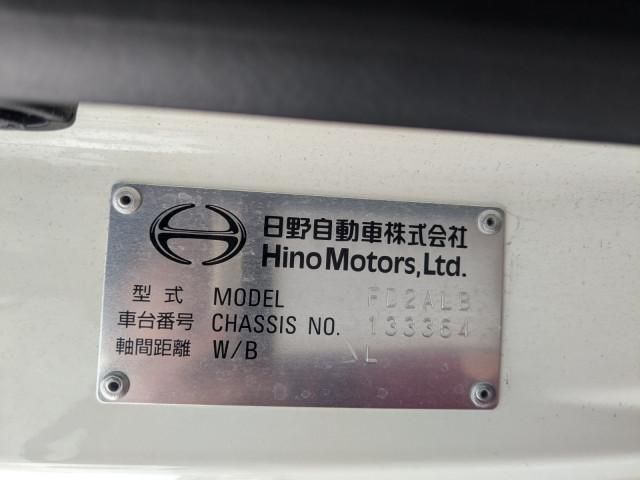 日野自動車株式会社
Hino Motors, Ltd.
型式 MODEL FD2ALB
車台番号 CHASSIS NO. 133364
軸間距離 W/B L